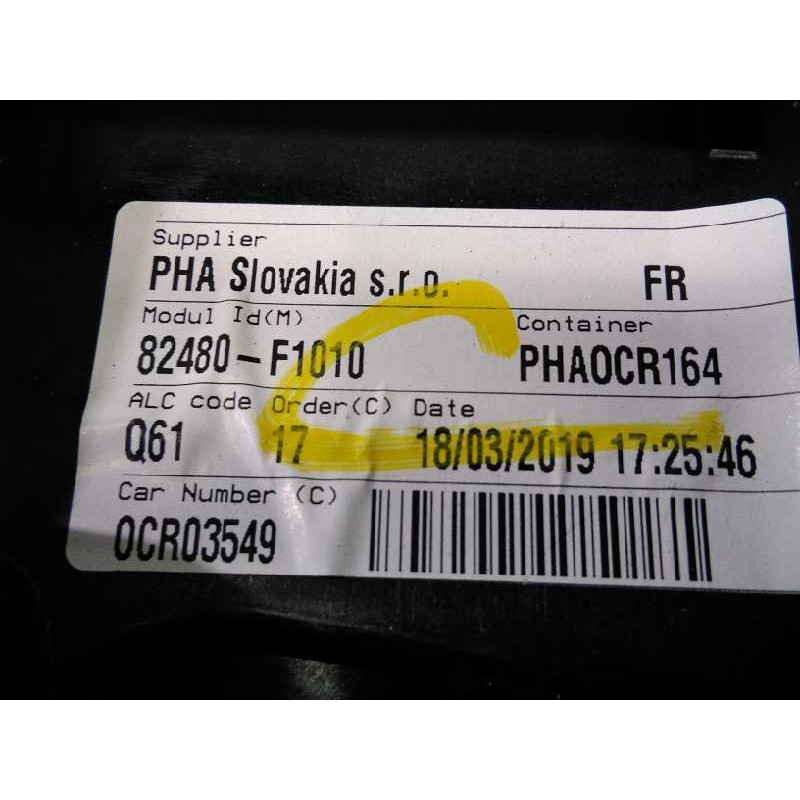 Supplier
PHA Slovakia s.r.o. FR
Modul Id(M) Container
82480-F1010 PHAOCR164
ALC code Order(C) Date
Q61 17 18/03/2019 17:25:46
Car Number (C)
OCR03549